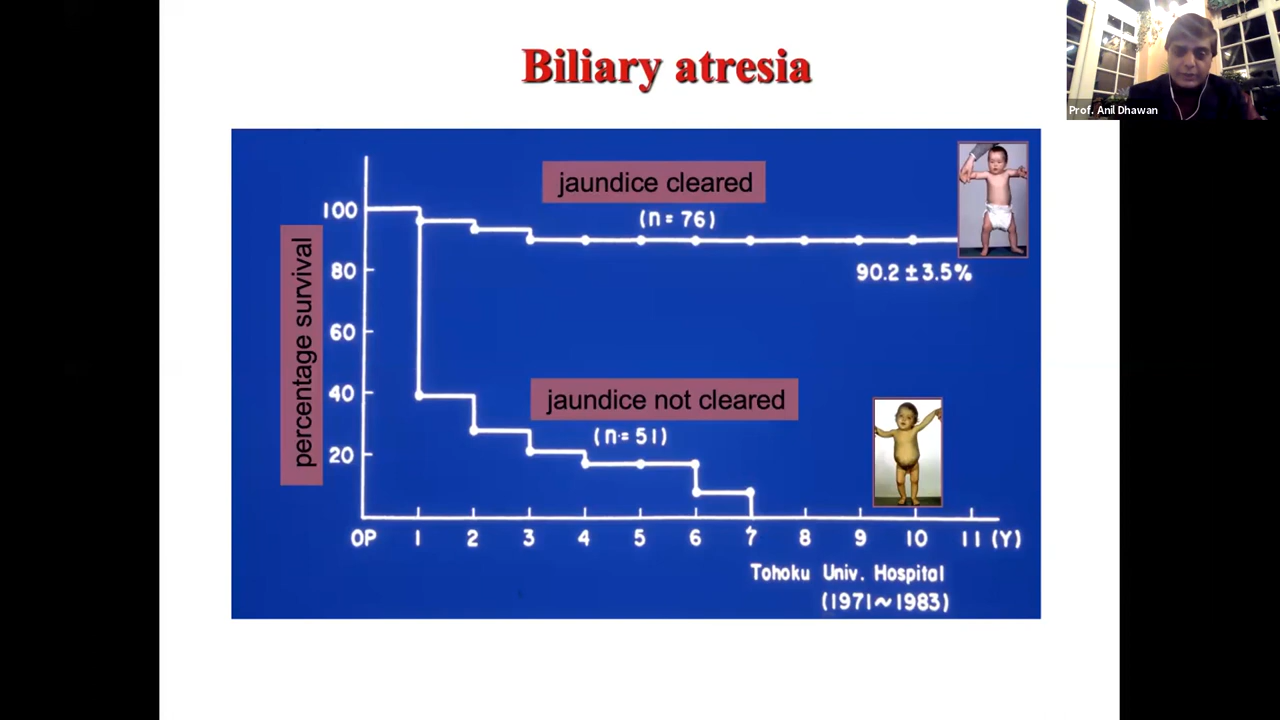 Biliary atresia
Prof. Anil Dhawan
jaundice cleared
(n = 76)
100
80
60
40
20
percentage survival
90.2 ± 3.5%
jaundice not cleared
(n = 51)
OP 1 2 3 4 5 6 7 8 9 10 11 (Y)
Tohoku Univ. Hospital
(1971~1983)